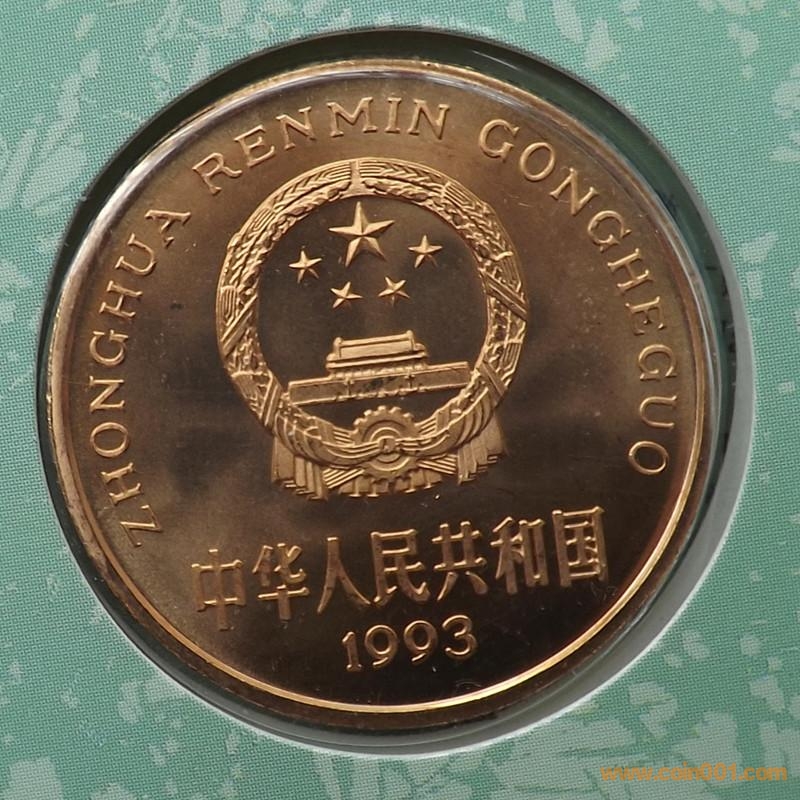 ZHONGHUA RENMIN GONGHEGUO
中华人民共和国
1993
www.coin001.com